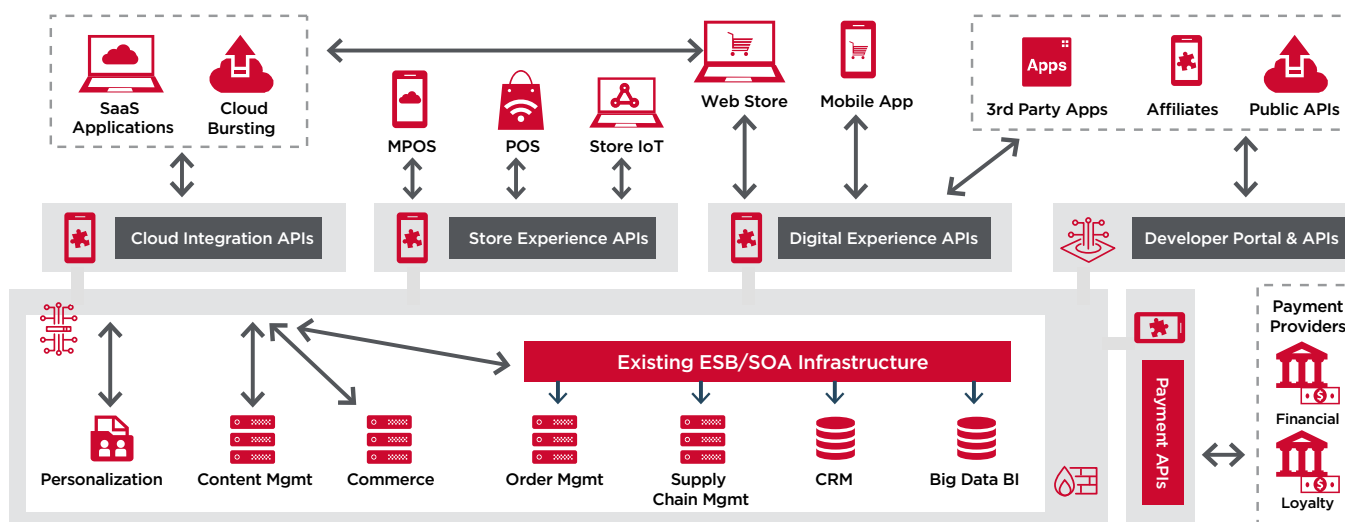 SaaS
Applications
Cloud
Bursting
MPOS
POS
Store IoT
Web Store
Mobile App
Apps
3rd Party Apps
Affiliates
Public APIs
Cloud Integration APIs
Store Experience APIs
Digital Experience APIs
Developer Portal & APIs
Existing ESB/SOA Infrastructure
Personalization
Content Mgmt
Commerce
Order Mgmt
Supply
Chain Mgmt
CRM
Big Data BI
Payment APIs
Payment
Providers
Financial
Loyalty